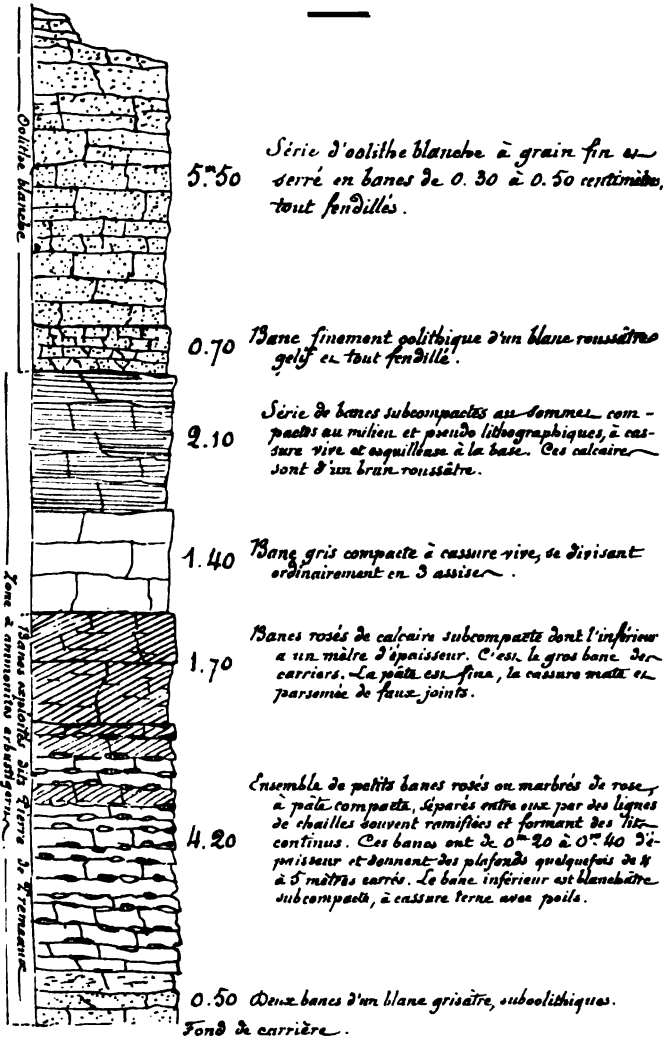 Oolithe blanche
5.m50
Série d'oolithe blanche à grain fin et
serré en bancs de 0.30 à 0.50 centimètres,
tout fendillés.
0.70
Banc finement oolithique d'un blanc roussâtre
gelif et tout fendillé.
2.10
Série de bancs subcompactes au sommet com-
pactes au milieu et pseudo lithographiques, à cas-
sure vive et esquilleuse à la base. Ces calcaires
sont d'un brun roussâtre.
1.40
Banc gris compacte à cassure vive, se divisant
ordinairement en 3 assises.
Zone à ammonites arbustigerus.
Bancs exploités dits Pierre de Premeaux
1.70
Bancs rosés de calcaire subcompacte dont l'inférieur
a un mètre d'épaisseur. C'est le gros banc des
carriers. La pâte est fine, la cassure mate et
parsemée de faux joints.
4.20
Ensemble de petits bancs rosés ou marbrés de rose,
à pâte compacte, séparés entre eux par des lignes
de chailles souvent ramifiées et formant des lits
continus. Ces bancs ont de 0m20 à 0m40 d'é-
paisseur et donnent des plafonds quelquefois de 4
à 5 mètres carrés. Le banc inférieur est blanchâtre
subcompacte, à cassure terne avec poils.
0.50
Deux bancs d'un blanc grisâtre, suboolithiques.
Fond de carrière.